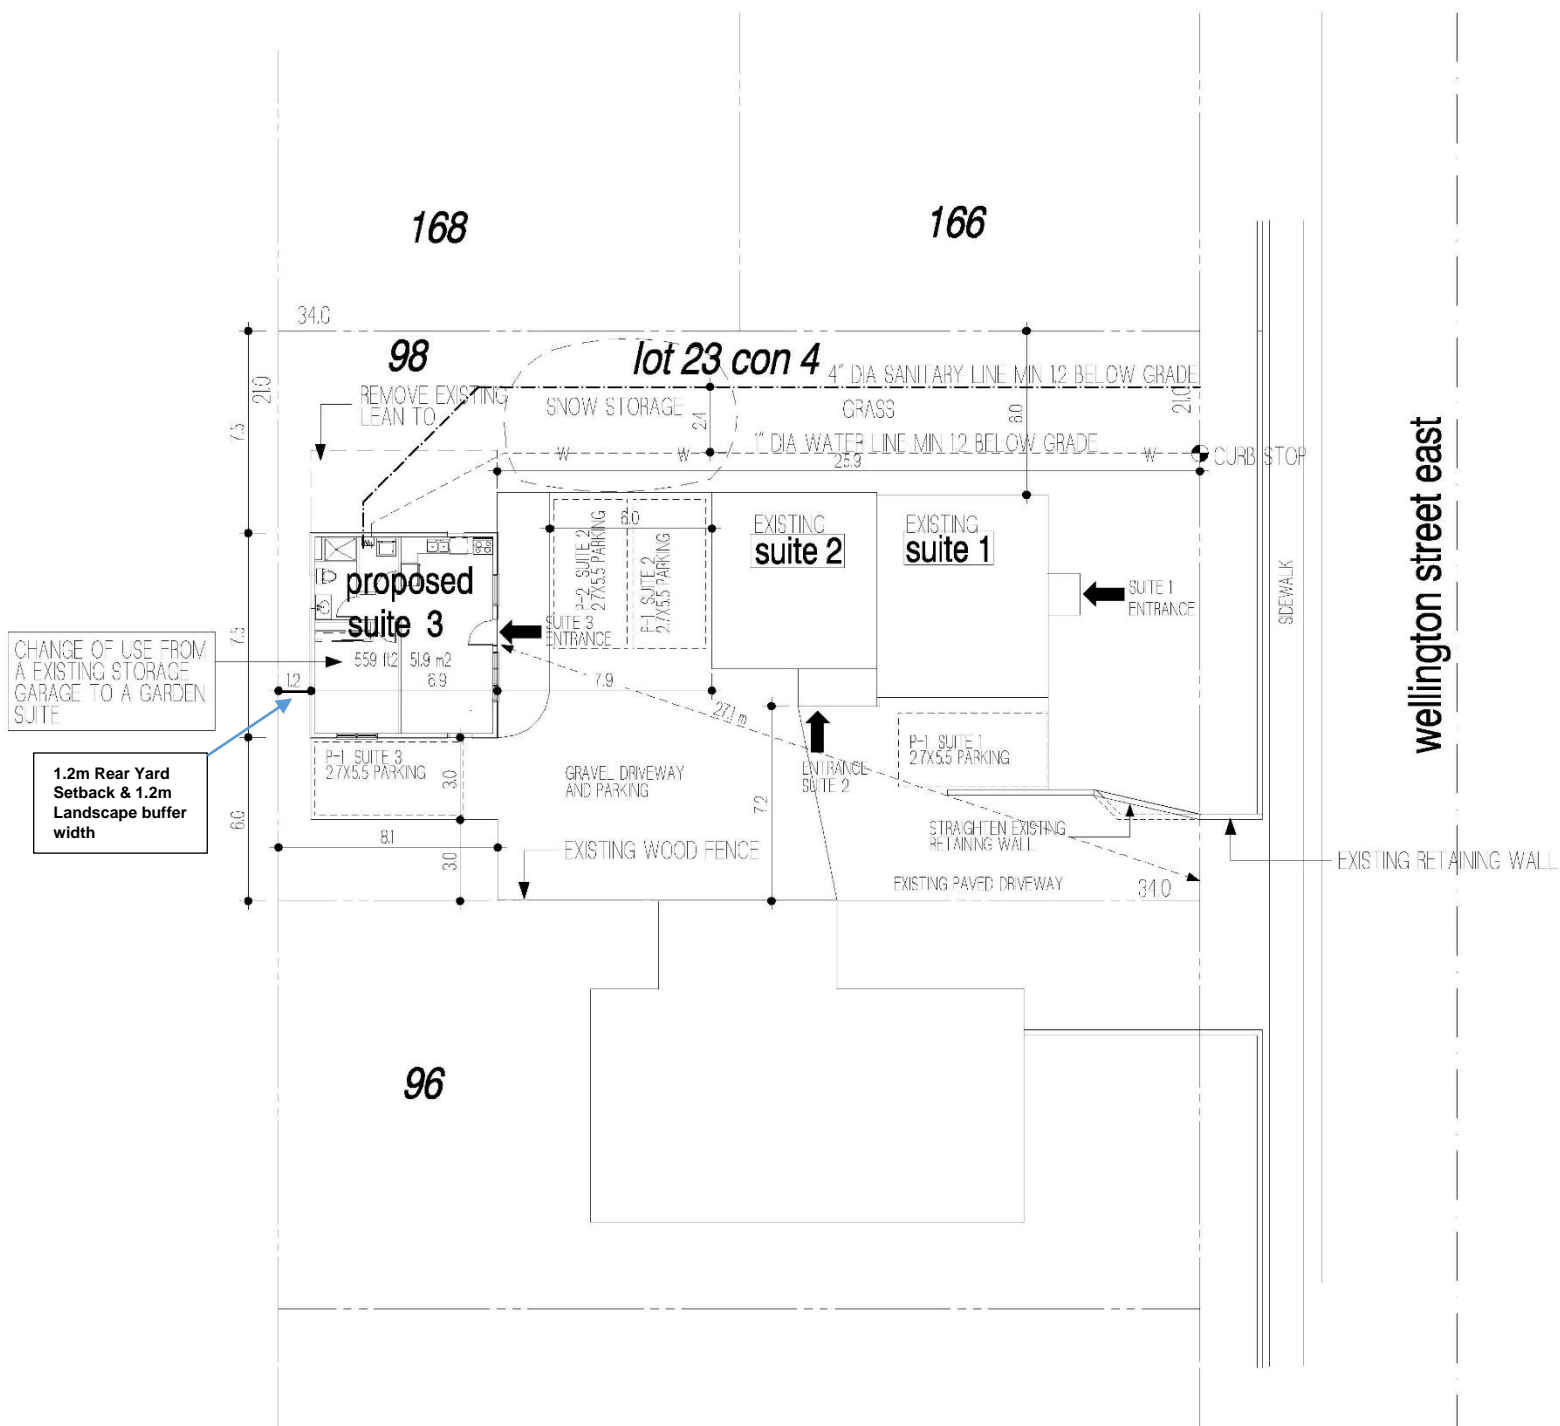 168
166
34.0
98
lot 23 con 4
4" DIA SANITARY LINE MIN 1.2 BELOW GRADE
21.0
REMOVE EXISTING
LEAN TO
SNOW STORAGE
2.4
GRASS
6.0
21.0
7.5
1" DIA WATER LINE MIN 1.2 BELOW GRADE
W
W
W
25.9
CURB STOP
wellington street east
SIDEWALK
P-2 SUITE 2
2.7X5.5 PARKING
6.0
P-1 SUITE 2
2.7X5.5 PARKING
EXISTING
suite 2
EXISTING
suite 1
proposed
suite 3
SUITE 3
ENTRANCE
SUITE 1
ENTRANCE
7.5
CHANGE OF USE FROM
A EXISTING STORAGE
GARAGE TO A GARDEN
SUITE
559 ft2
51.9 m2
1.2
6.9
7.9
27.1 m
1.2m Rear Yard
Setback & 1.2m
Landscape buffer
width
P-1 SUITE 3
2.7X5.5 PARKING
3.0
GRAVEL DRIVEWAY
AND PARKING
ENTRANCE
SUITE 2
P-1 SUITE 1
2.7X5.5 PARKING
7.2
6.0
8.1
3.0
EXISTING WOOD FENCE
STRAIGHTEN EXISTING
RETAINING WALL
EXISTING RETAINING WALL
EXISTING PAVED DRIVEWAY
34.0
96